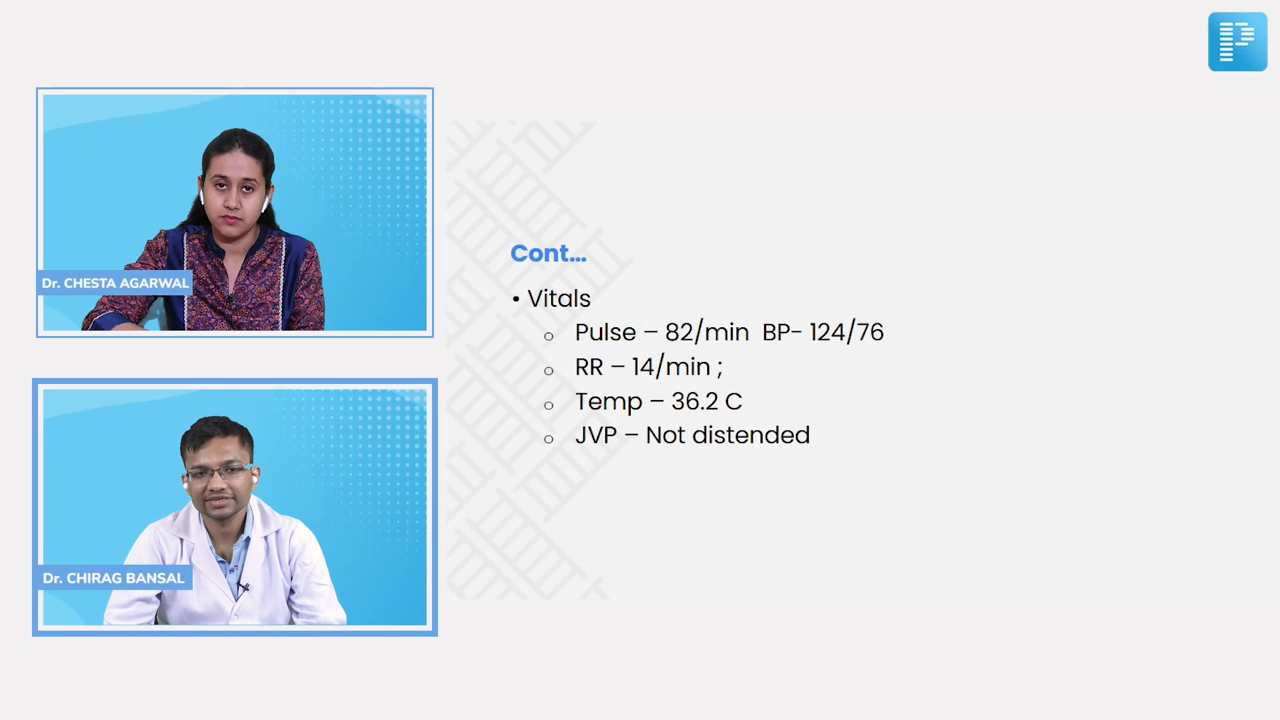 Dr. CHESTA AGARWAL
Dr. CHIRAG BANSAL
Cont...
• Vitals
o Pulse – 82/min BP- 124/76
o RR – 14/min ;
o Temp – 36.2 C
o JVP – Not distended